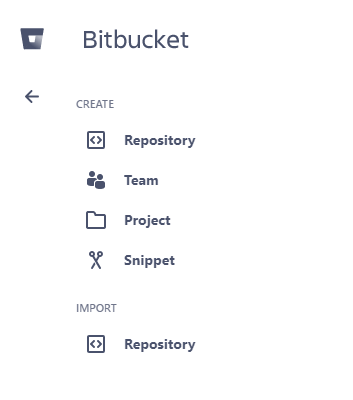 Bitbucket
CREATE
Repository
Team
Project
Snippet
IMPORT
Repository